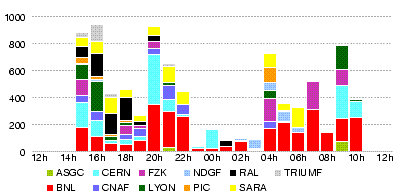 1000
800
600
400
200
0
12h 14h 16h 18h 20h 22h 00h 02h 04h 06h 08h 10h 12h
ASGC CERN FZK NDGF RAL TRIUMF
BNL CNAF LYON PIC SARA